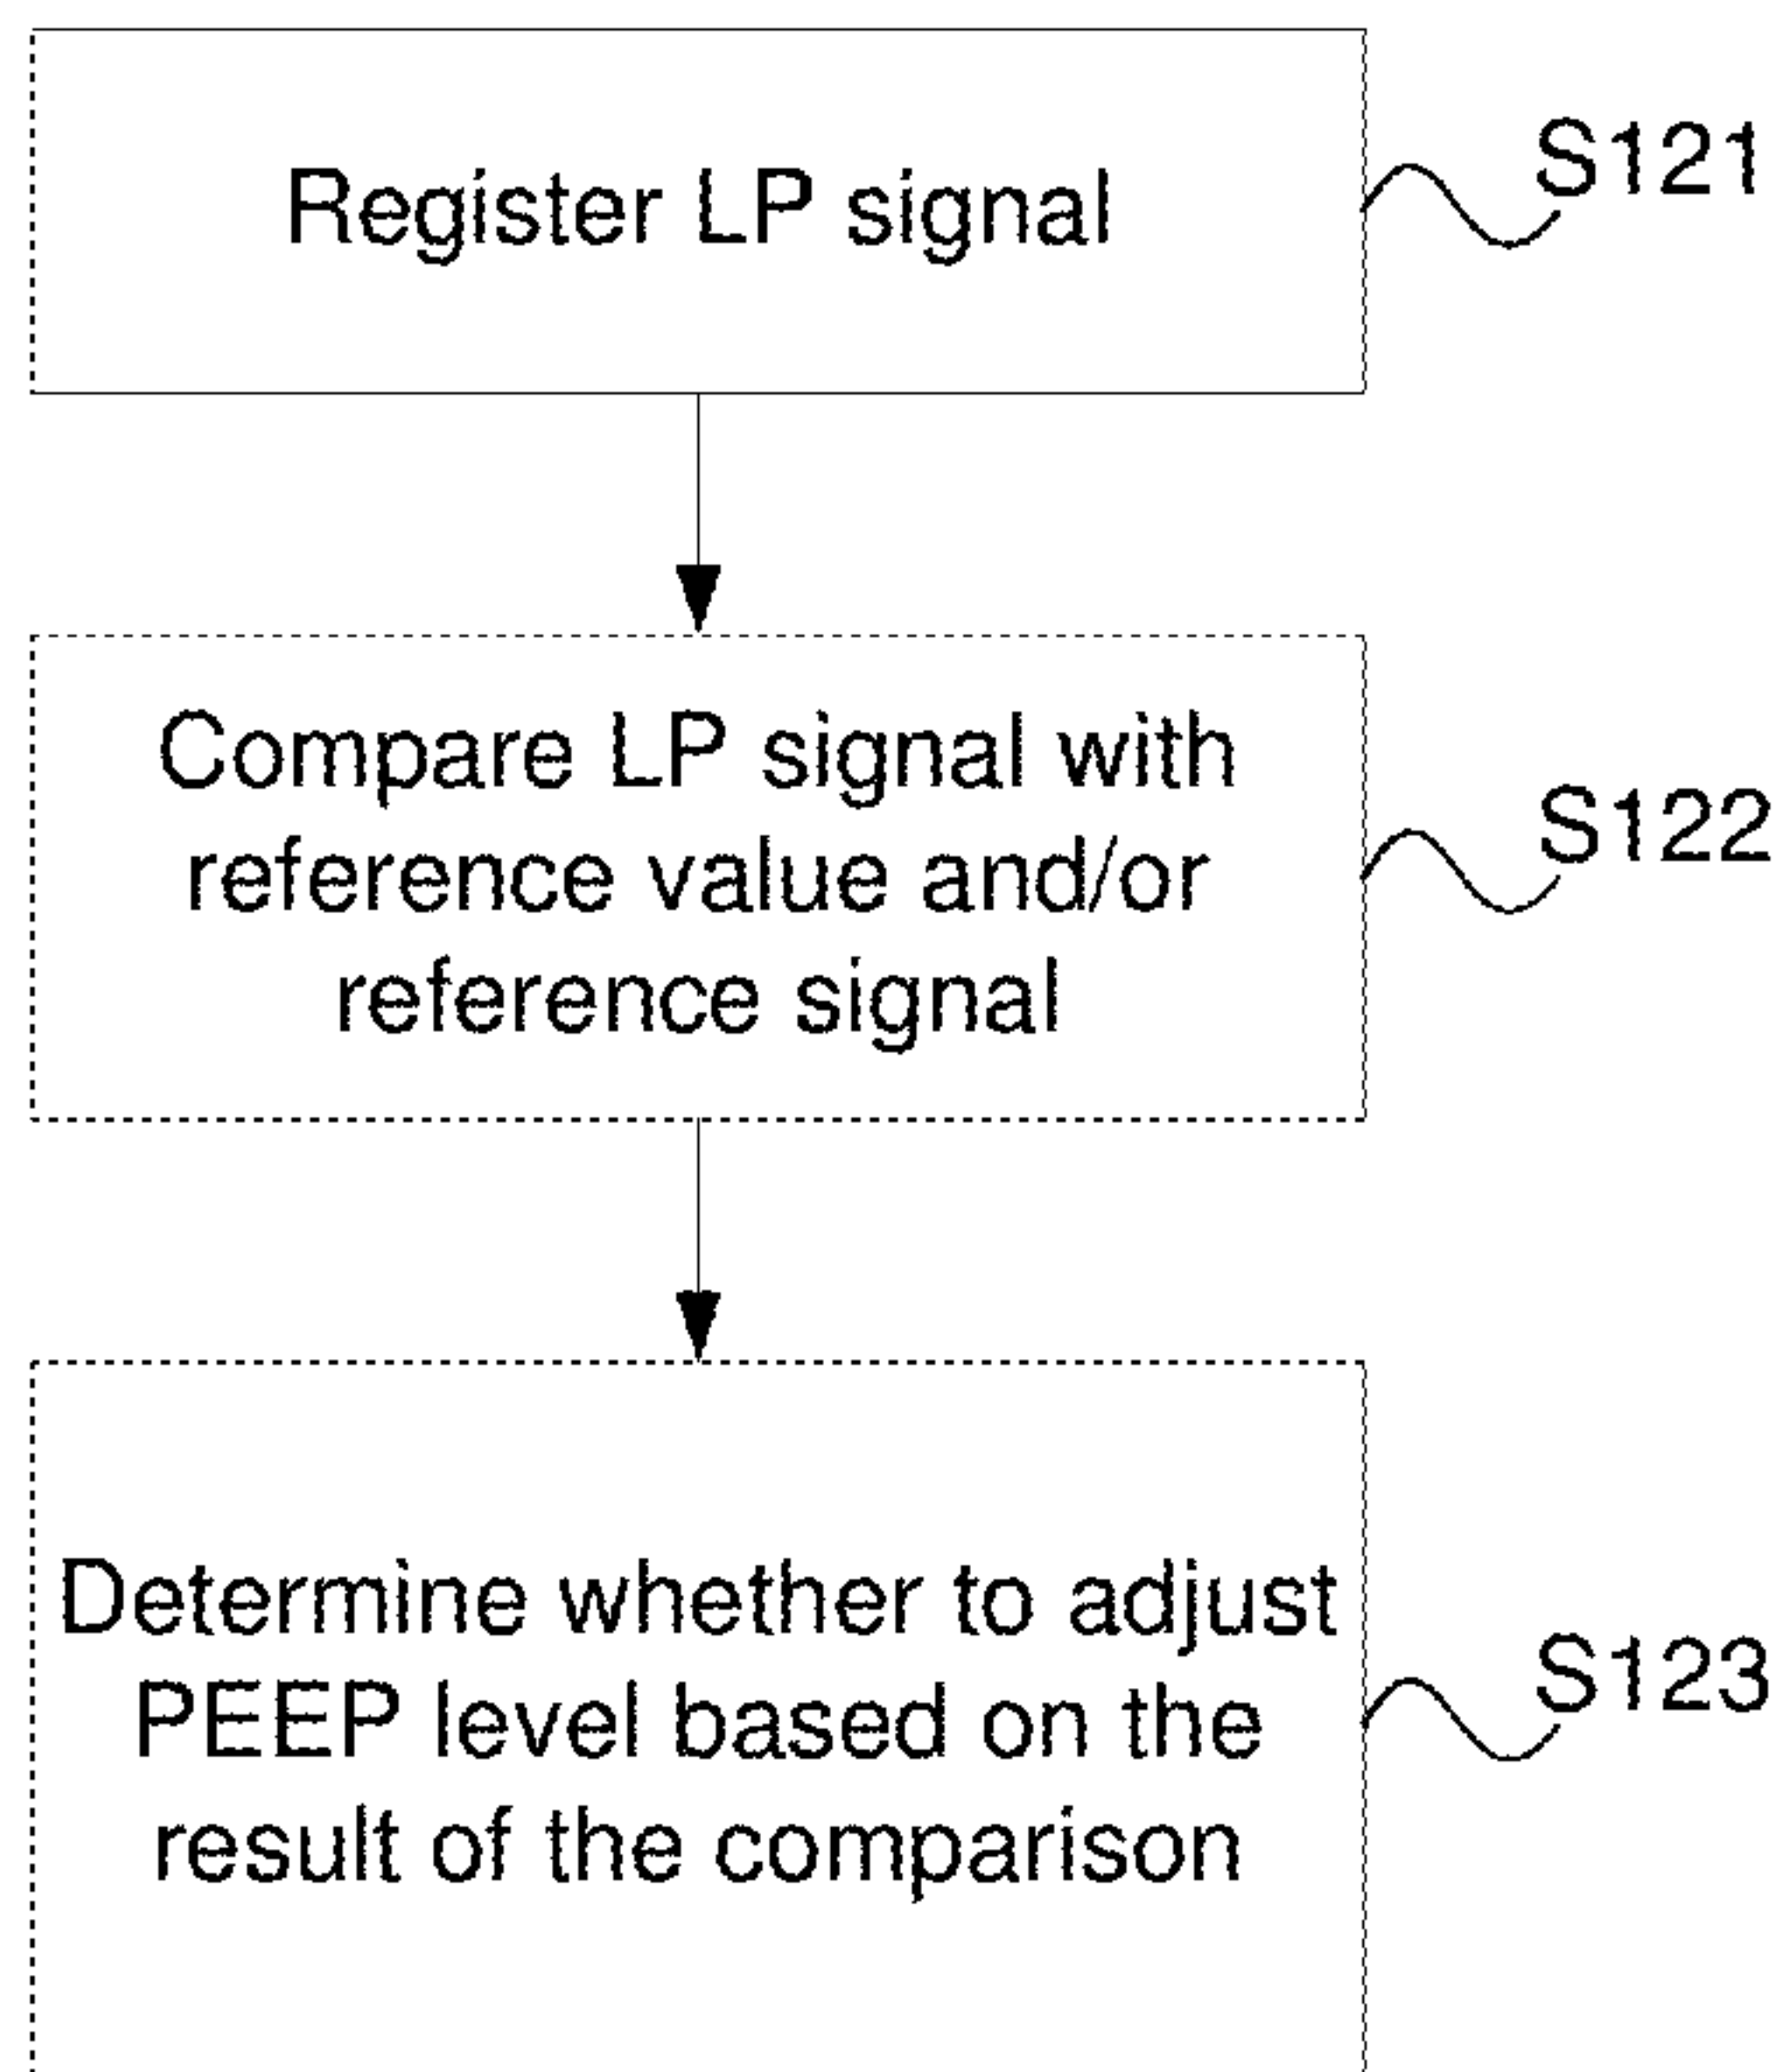 Register LP signal
S121
Compare LP signal with
reference value and/or
reference signal
S122
Determine whether to adjust
PEEP level based on the
result of the comparison
S123